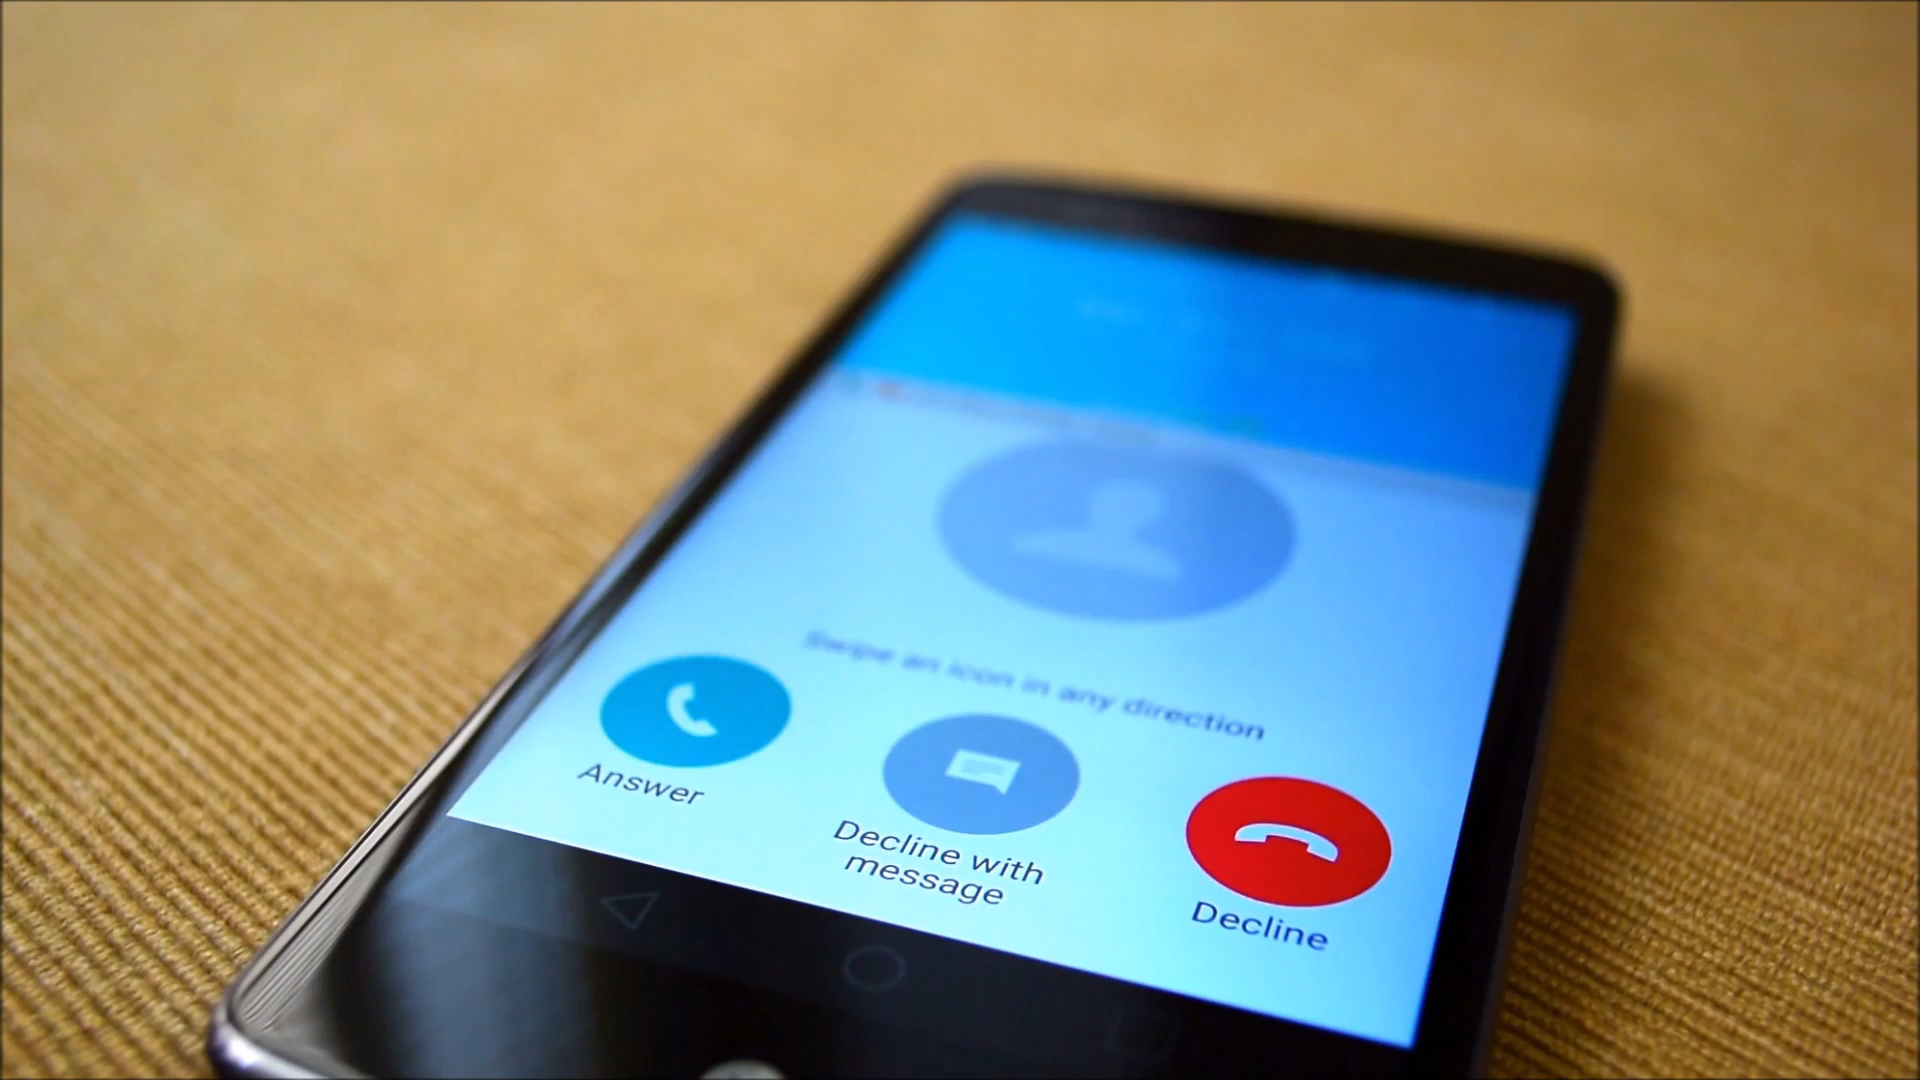 Swipe an icon in any direction
Answer
Decline with
message
Decline